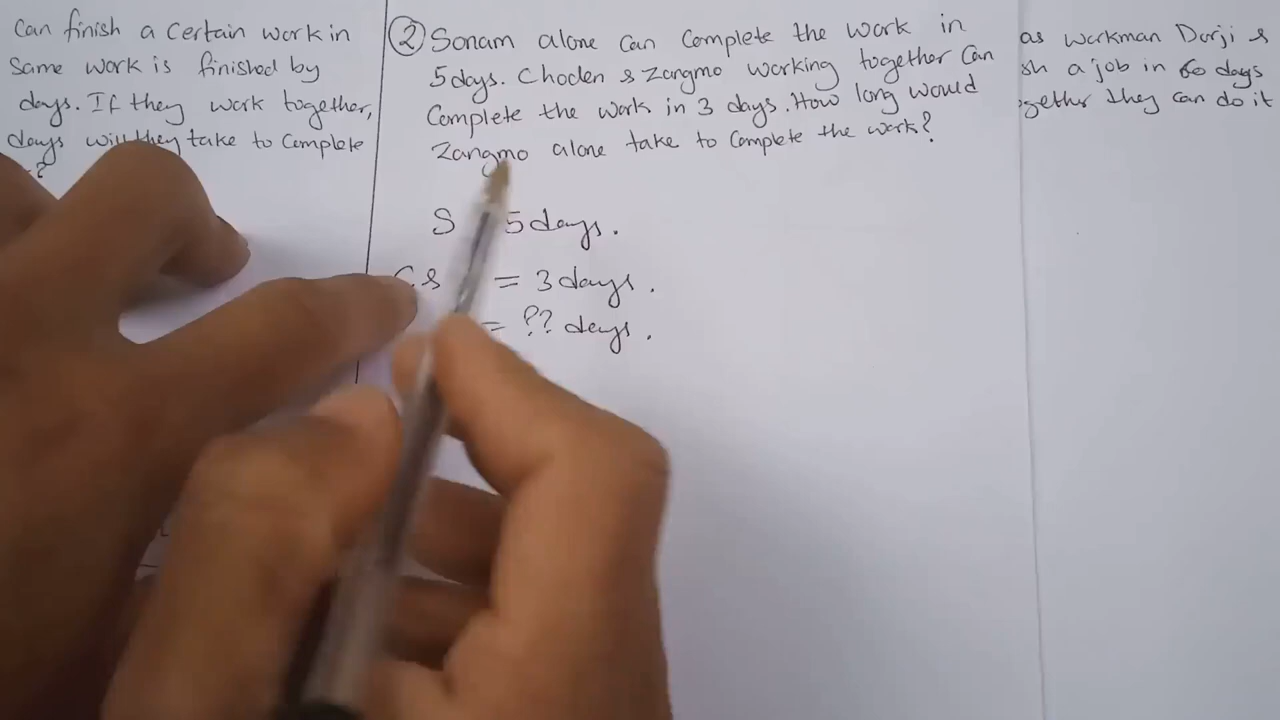 Can finish a Certain work in
Same work is finished by
days. If they work together,
days will they take to Complete
?
② Sonam alone Can Complete the work in
5 days. Choden & Zangmo working together Can
Complete the work in 3 days. How long would
Zangmo alone take to Complete the work?
S 5 days.
C & = 3 days.
= ?? days.
as workman Dorji &
sh a job in 60 days
gether they can do it